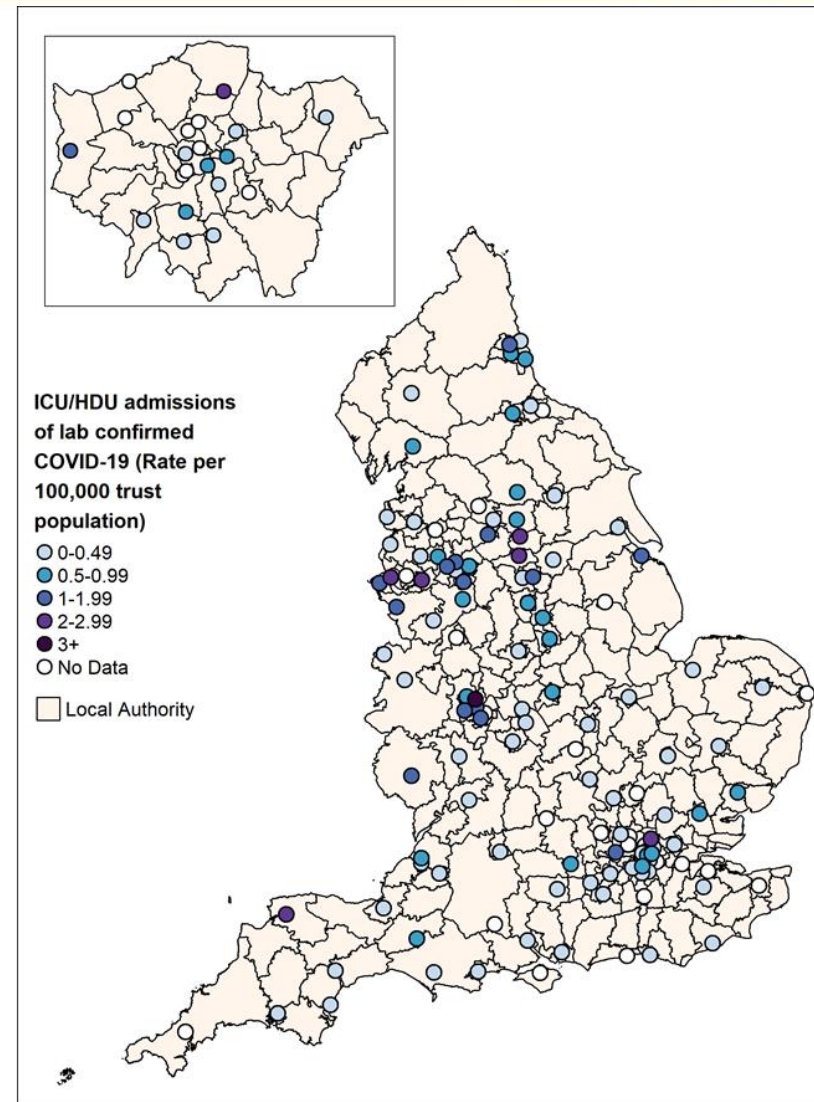 ICU/HDU admissions
of lab confirmed
COVID-19 (Rate per
100,000 trust
population)
0-0.49
0.5-0.99
1-1.99
2-2.99
3+
No Data
Local Authority